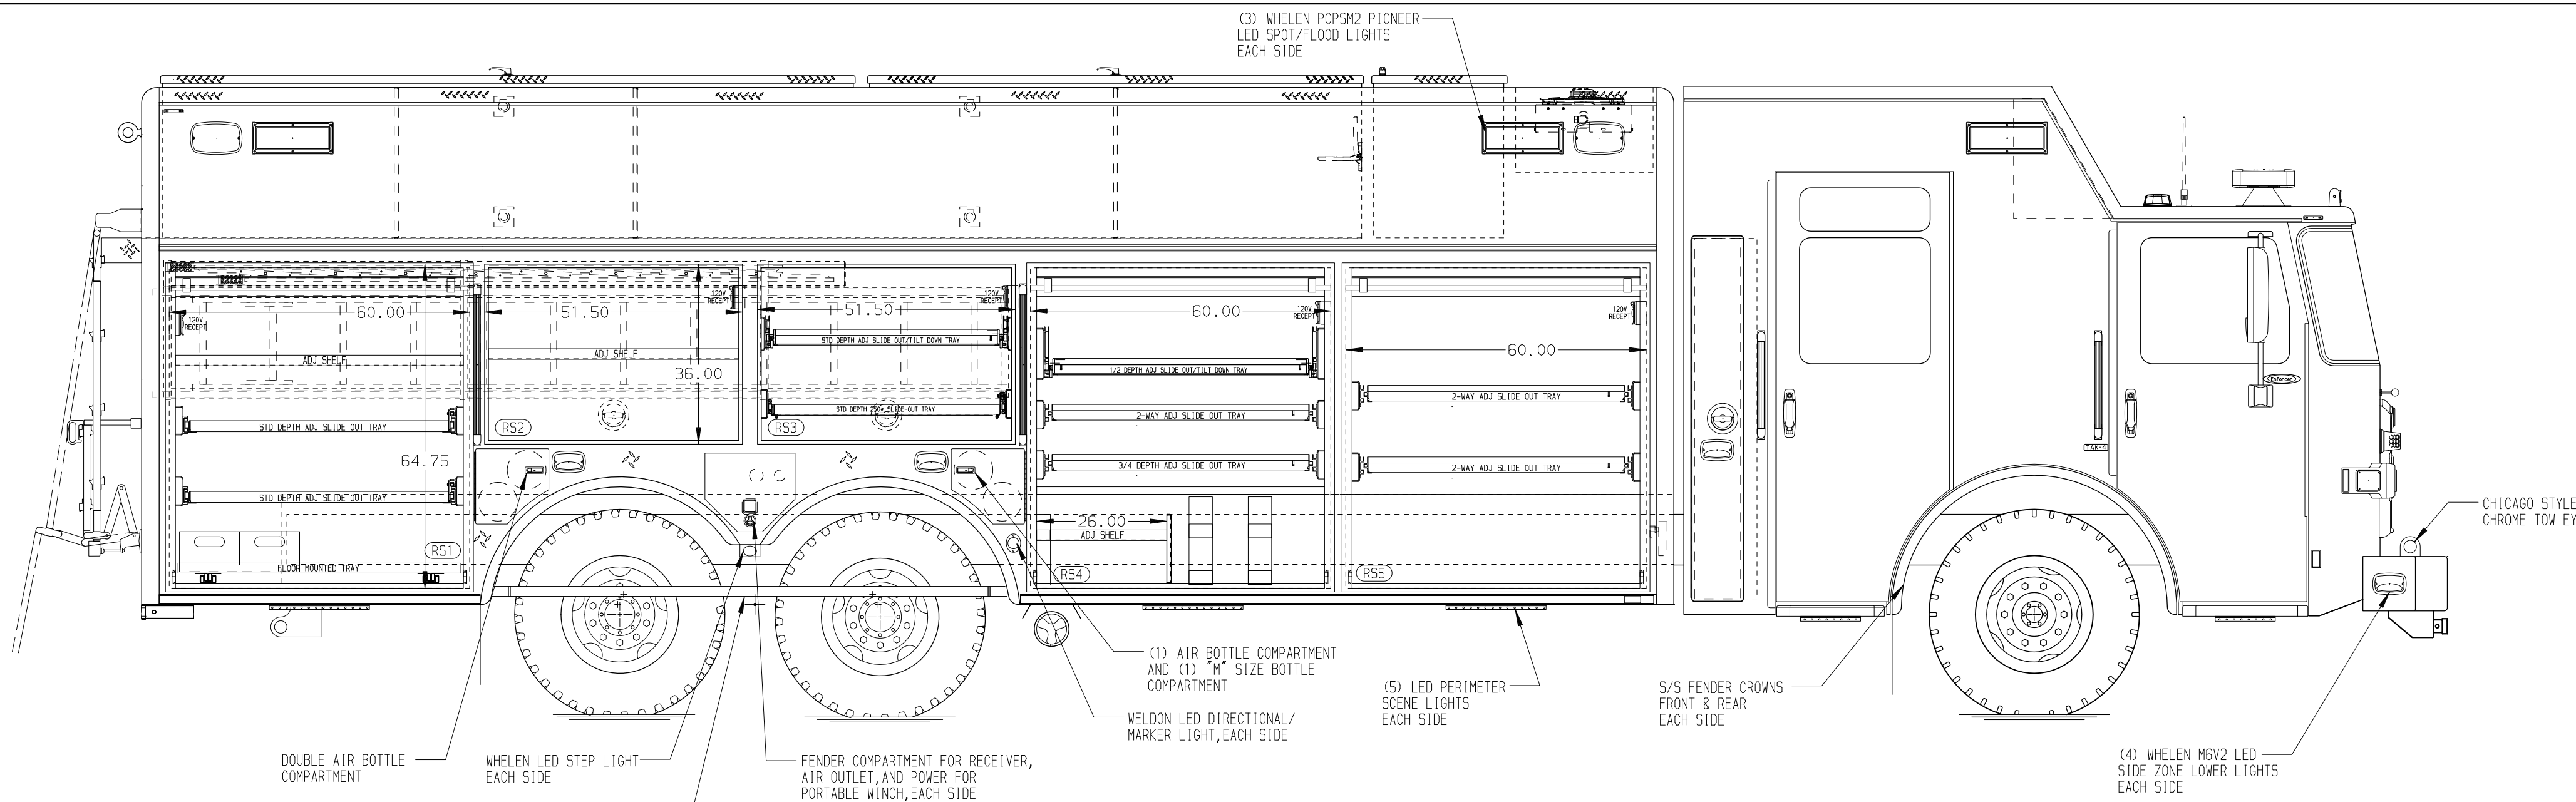 (3) WHELEN PCPSM2 PIONEER
LED SPOT/FLOOD LIGHTS
EACH SIDE
60.00
51.50
51.50
60.00
60.00
120V
RECEPT
120V
RECEPT
120V
RECEPT
120V
RECEPT
120V
RECEPT
ADJ SHELF
ADJ SHELF
STD DEPTH ADJ SLIDE OUT/TILT DOWN TRAY
1/2 DEPTH ADJ SLIDE OUT/TILT DOWN TRAY
36.00
Enforcer
STD DEPTH 250# SLIDE-OUT TRAY
2-WAY ADJ SLIDE OUT TRAY
2-WAY ADJ SLIDE OUT TRAY
STD DEPTH ADJ SLIDE OUT TRAY
RS2
RS3
TAK-4
64.75
3/4 DEPTH ADJ SLIDE OUT TRAY
2-WAY ADJ SLIDE OUT TRAY
STD DEPTH ADJ SLIDE OUT TRAY
26.00
ADJ SHELF
RS1
FLOOR MOUNTED TRAY
RS4
RS5
CHICAGO STYLE
CHROME TOW EY
(1) AIR BOTTLE COMPARTMENT
AND (1) "M" SIZE BOTTLE
COMPARTMENT
(5) LED PERIMETER
SCENE LIGHTS
EACH SIDE
S/S FENDER CROWNS
FRONT & REAR
EACH SIDE
WELDON LED DIRECTIONAL/
MARKER LIGHT,EACH SIDE
DOUBLE AIR BOTTLE
COMPARTMENT
WHELEN LED STEP LIGHT
EACH SIDE
FENDER COMPARTMENT FOR RECEIVER,
AIR OUTLET,AND POWER FOR
PORTABLE WINCH,EACH SIDE
(4) WHELEN M6V2 LED
SIDE ZONE LOWER LIGHTS
EACH SIDE